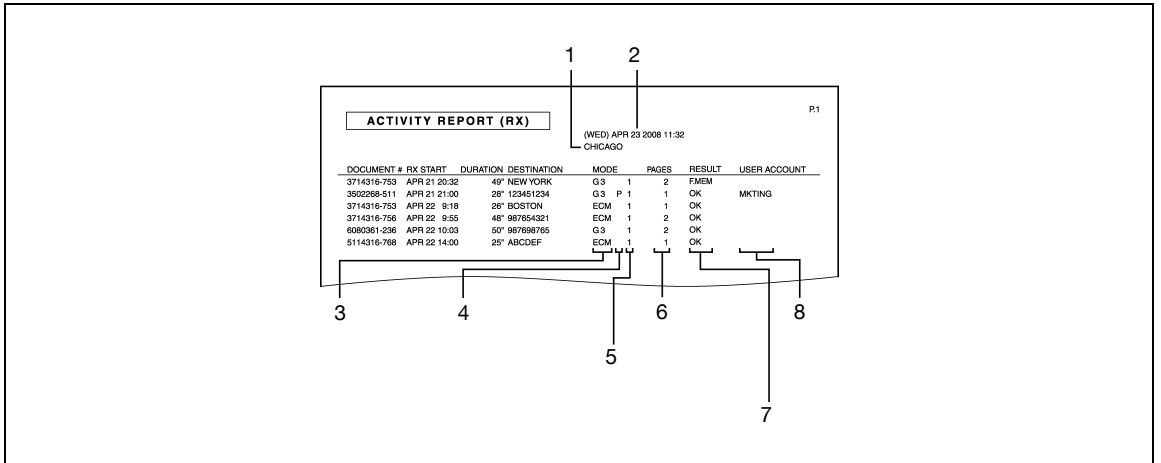 1 2
P.1
ACTIVITY REPORT (RX)
(WED) APR 23 2008 11:32
CHICAGO
DOCUMENT # RX START DURATION DESTINATION MODE PAGES RESULT USER ACCOUNT
3714316-753 APR 21 20:32 49" NEW YORK G3 1 2 F.MEM
3502268-511 APR 21 21:00 28" 123451234 G3 P 1 1 OK MKTING
3714316-753 APR 22 9:18 26" BOSTON ECM 1 1 OK
3714316-756 APR 22 9:55 48" 987654321 ECM 1 2 OK
6080361-236 APR 22 10:03 50" 987698765 G3 1 2 OK
5114316-768 APR 22 14:00 25" ABCDEF ECM 1 1 OK
3 4 6 8
5
7